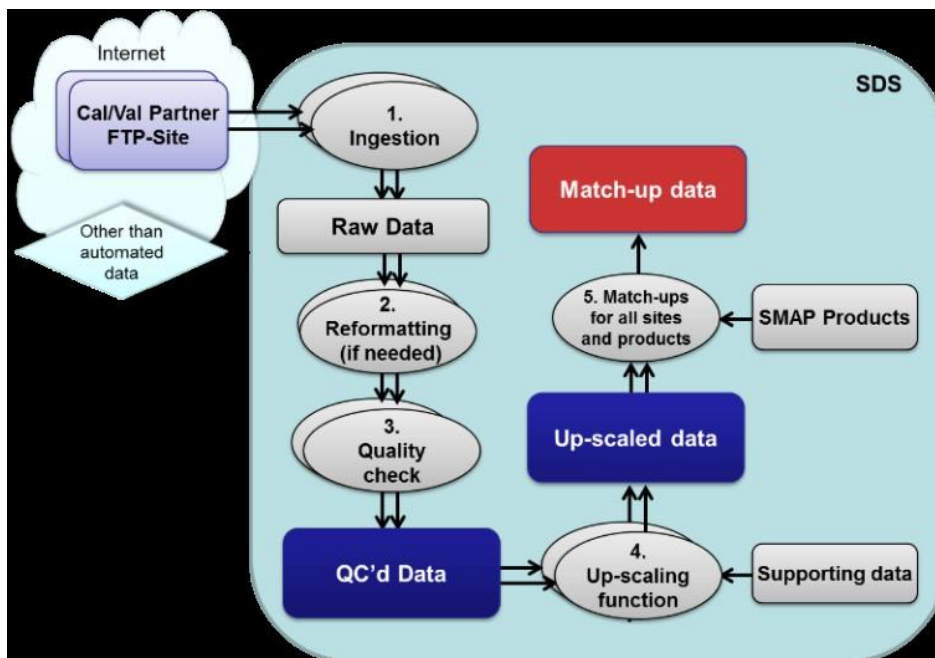 Internet
Cal/Val Partner
FTP-Site
Other than
automated
data
SDS
1.
Ingestion
Raw Data
2.
Reformatting
(if needed)
3.
Quality
check
QC'd Data
4.
Up-scaling
function
Supporting data
Up-scaled data
5. Match-ups
for all sites
and products
SMAP Products
Match-up data